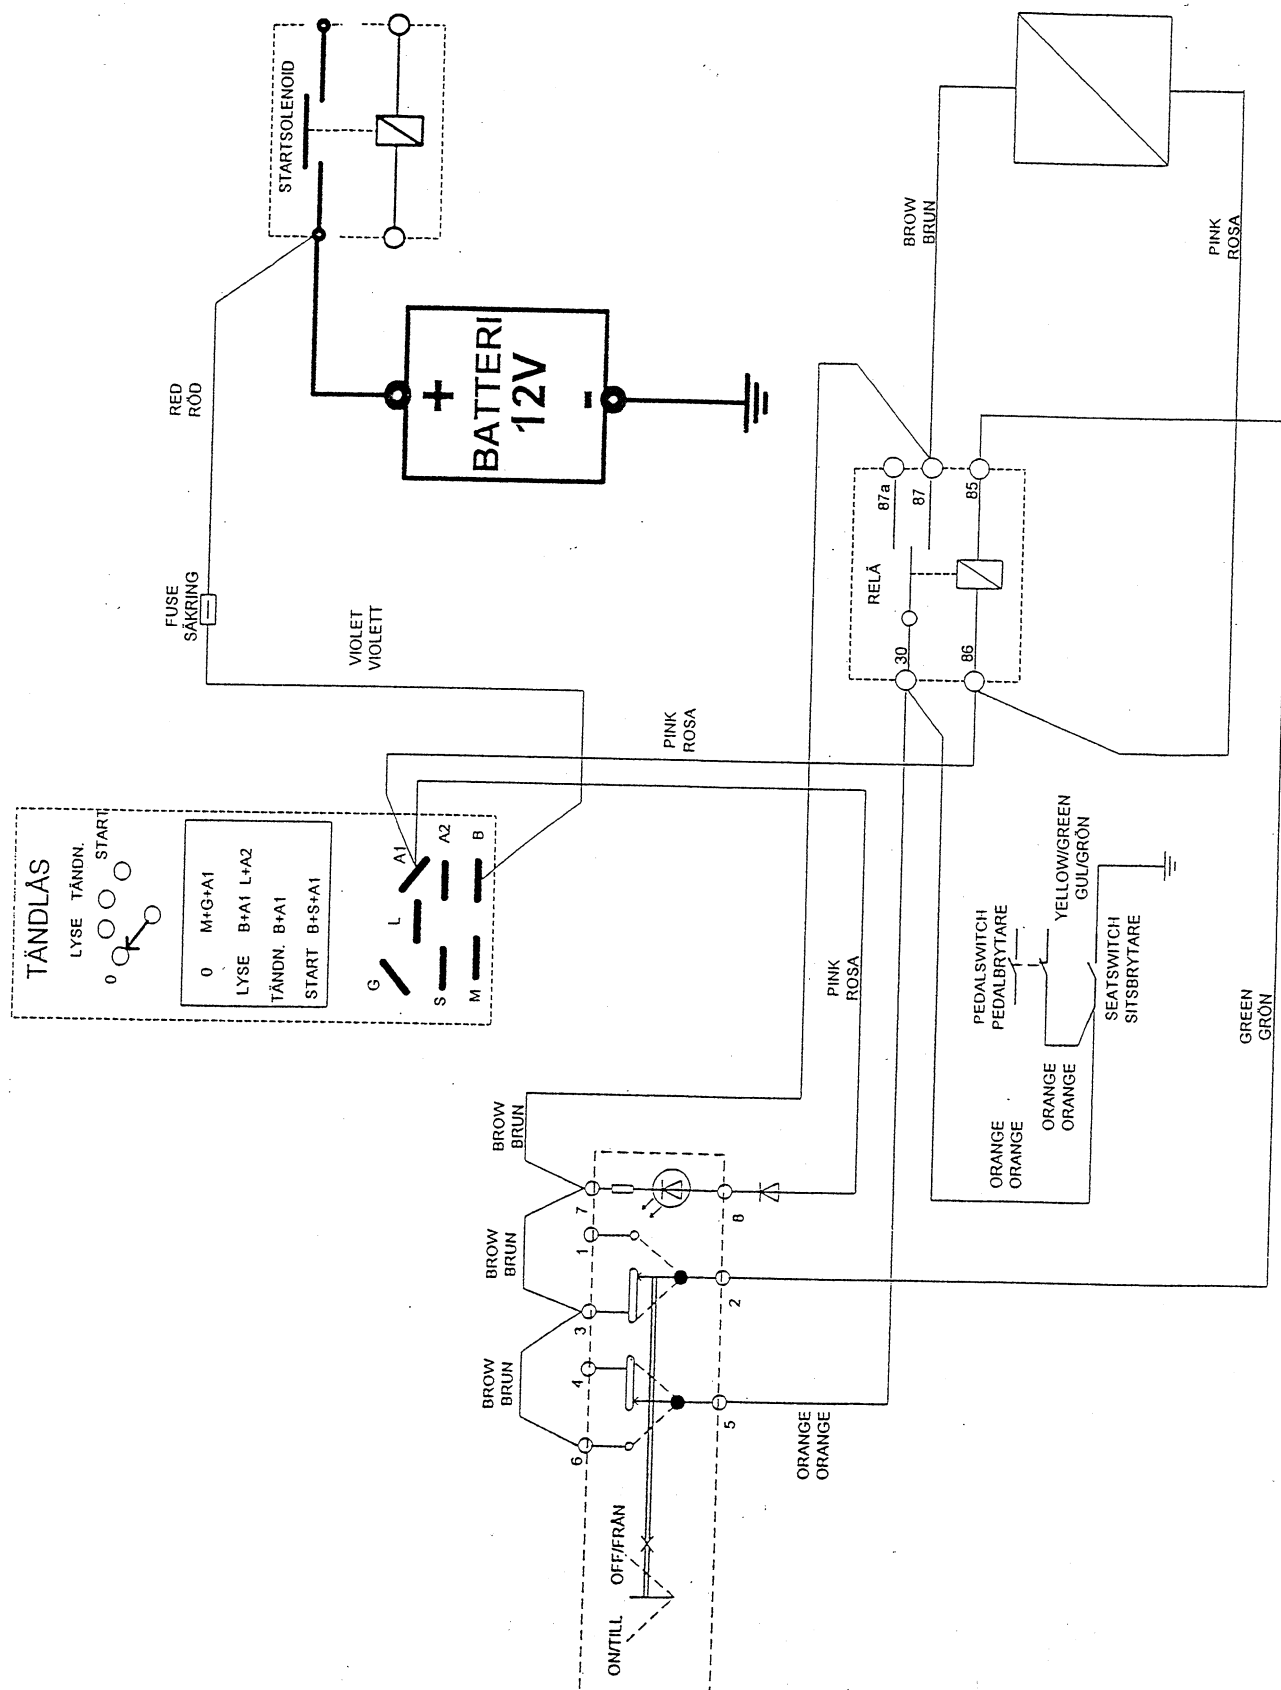 TÄNDLÅS
LYSE TÄNDN.
0
START
0 M+G+A1
LYSE B+A1 L+A2
TÄNDN. B+A1
START B+S+A1
G
L
A1
S
A2
M
B
STARTSOLENOID
RED
RÖD
FUSE
SÄKRING
VIOLET
VIOLETT
+
BATTERI
12V
-
PINK
ROSA
BROW
BRUN
PINK
ROSA
RELÄ
87a
87
85
30
86
PEDALSWITCH
PEDALBRYTARE
YELLOW/GREEN
GUL/GRÖN
SEATSWITCH
SITSBRYTARE
ORANGE
ORANGE
ORANGE
ORANGE
GREEN
GRÖN
PINK
ROSA
BROW
BRUN
BROW
BRUN
BROW
BRUN
7
1
3
4
6
8
2
5
ORANGE
ORANGE
ON/TILL
OFF/FRÅN